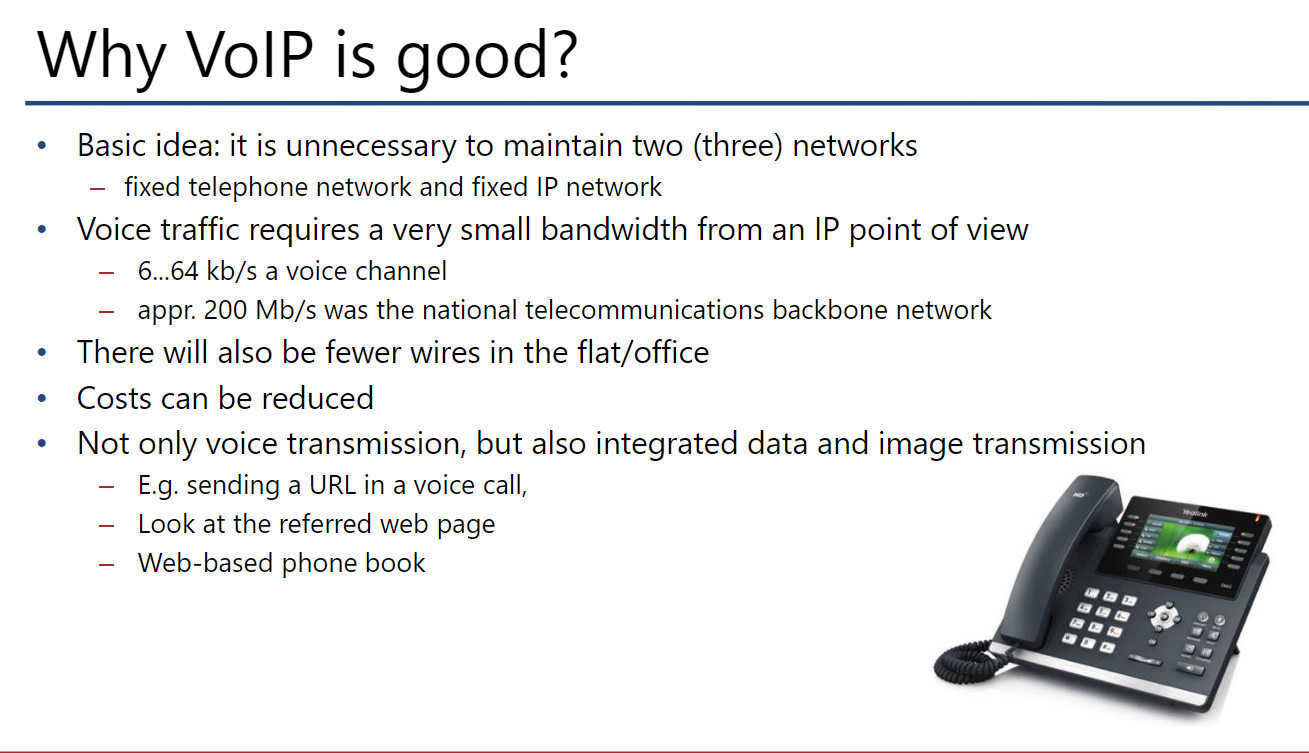 Why VoIP is good?
• Basic idea: it is unnecessary to maintain two (three) networks
– fixed telephone network and fixed IP network
• Voice traffic requires a very small bandwidth from an IP point of view
– 6...64 kb/s a voice channel
– appr. 200 Mb/s was the national telecommunications backbone network
• There will also be fewer wires in the flat/office
• Costs can be reduced
• Not only voice transmission, but also integrated data and image transmission
– E.g. sending a URL in a voice call,
– Look at the referred web page
– Web-based phone book
HD
Yealink